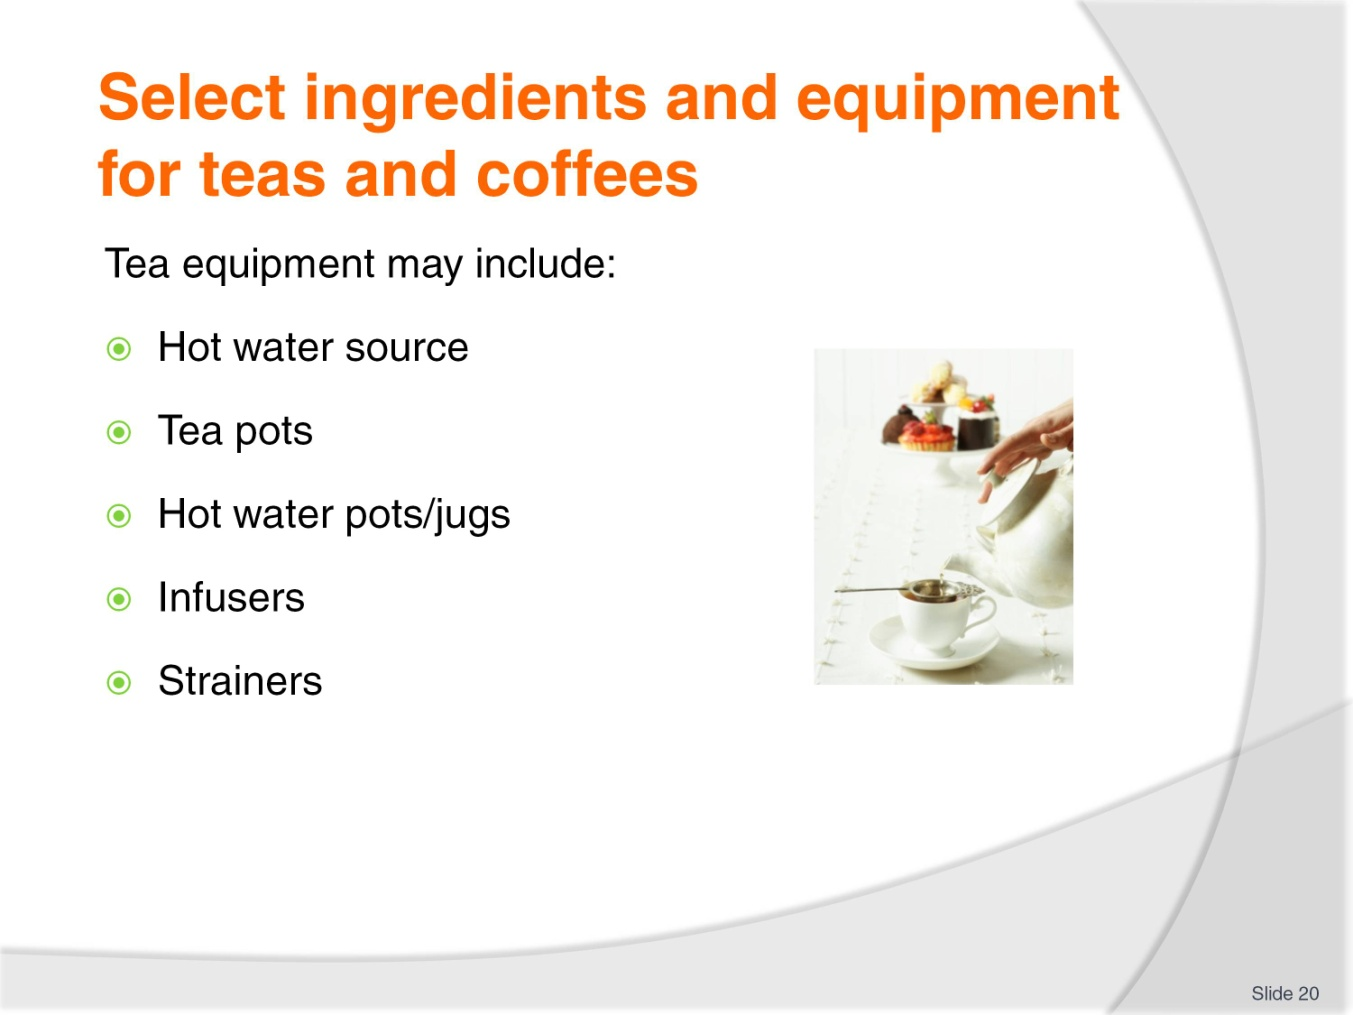 Select ingredients and equipment
for teas and coffees
Tea equipment may include:
Hot water source
Tea pots
Hot water pots/jugs
Infusers
Strainers
Slide 20